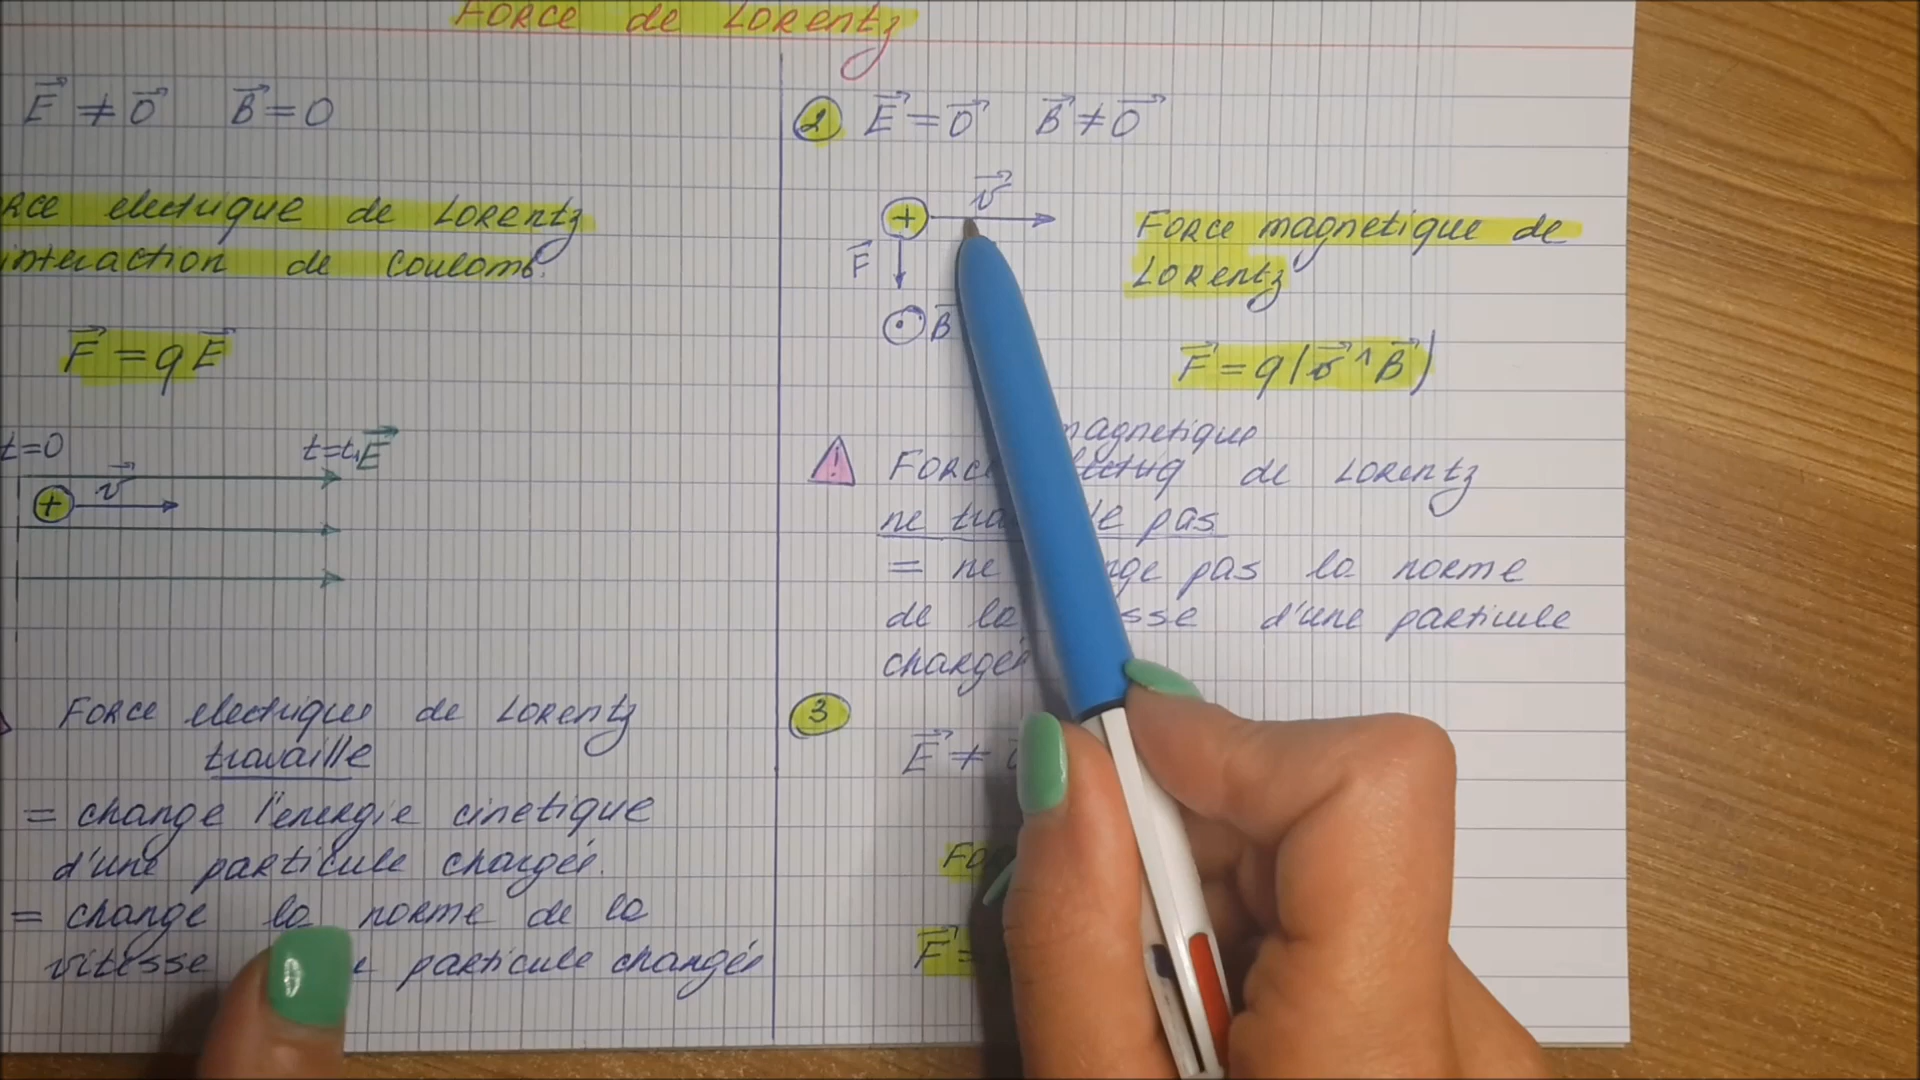 Force de Lorentz
E ≠ 0 B = 0
electrique de Lorentz
interaction de Coulomb.
F = qE
t=0 t=t₁ E
v
+
Force electrique de Lorentz
travaille
= change l'energie cinetique
d'une particule chargée.
= change la norme de la
vitesse particule chargée
2 E = 0 B ≠ 0
v
+
F
B
Force magnetique de
Lorentz
F = q(v ^ B)
magnetique
! Force de Lorentz
ne pas
= ne pas la norme
de la d'une particule
chargée
3
E ≠
F =